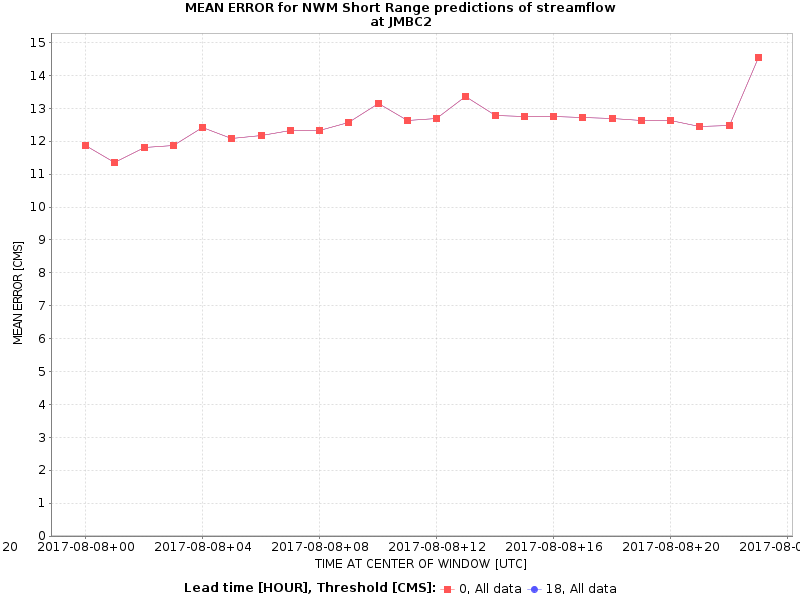 MEAN ERROR for NWM Short Range predictions of streamflow
at JMBC2
15
14
13
12
11
10
9
8
7
6
5
4
3
2
1
0
MEAN ERROR [CMS]
20 2017-08-08+00 2017-08-08+04 2017-08-08+08 2017-08-08+12 2017-08-08+16 2017-08-08+20 2017-08-0
TIME AT CENTER OF WINDOW [UTC]
Lead time [HOUR], Threshold [CMS]: 0, All data 18, All data